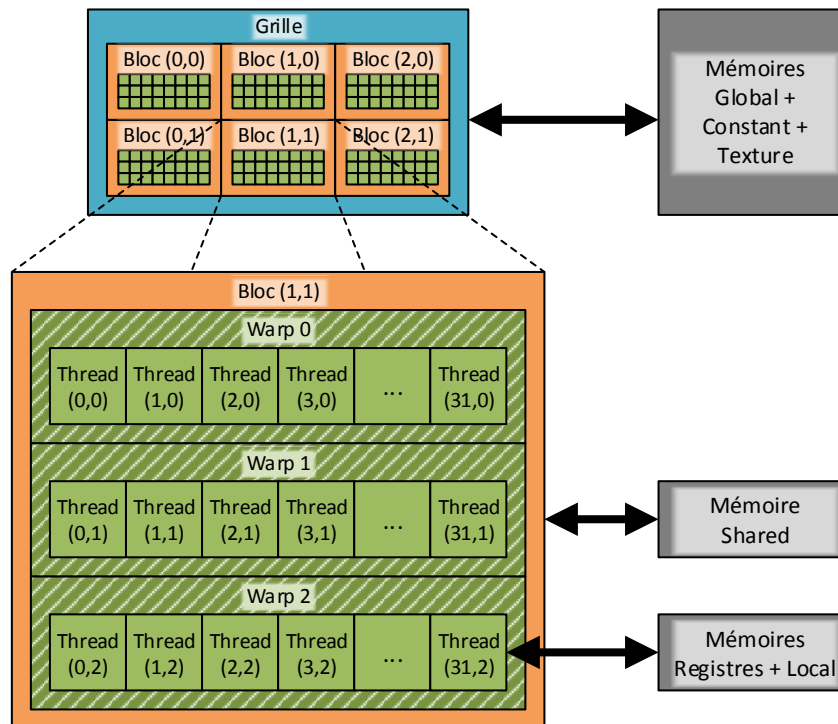 Grille
Bloc (0,0) Bloc (1,0) Bloc (2,0)
Bloc (0,1) Bloc (1,1) Bloc (2,1)
Mémoires
Global +
Constant +
Texture
Bloc (1,1)
Warp 0
Thread Thread Thread Thread ... Thread
(0,0) (1,0) (2,0) (3,0) (31,0)
Warp 1
Thread Thread Thread Thread ... Thread
(0,1) (1,1) (2,1) (3,1) (31,1)
Mémoire
Shared
Warp 2
Thread Thread Thread Thread ... Thread
(0,2) (1,2) (2,2) (3,2) (31,2)
Mémoires
Registres + Local